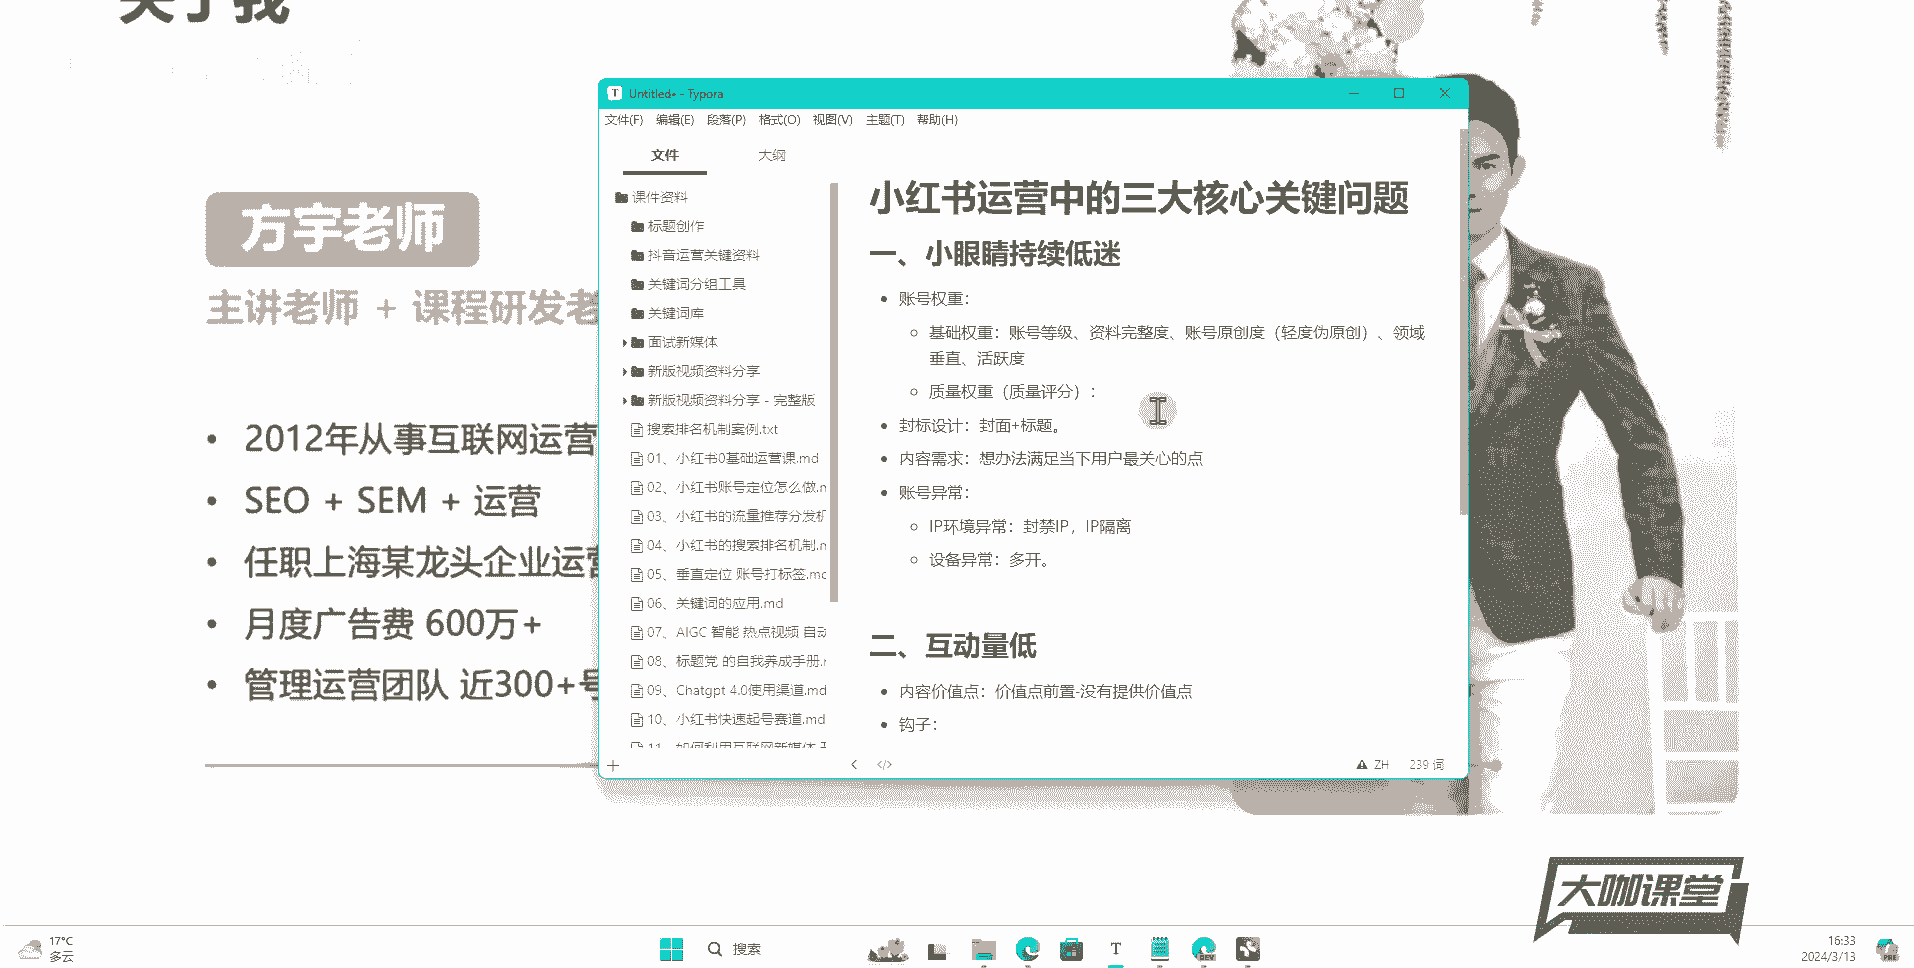 关于我
方宇老师
主讲老师 + 课程研发老
• 2012年从事互联网运营
• SEO + SEM + 运营
• 任职上海某龙头企业运营
• 月度广告费 600万+
• 管理运营团队 近300+号
Untitled• - Typora
文件(F) 编辑(E) 段落(P) 格式(O) 视图(V) 主题(T) 帮助(H)
文件 大纲
课件资料
标题创作
抖音运营关键资料
关键词分组工具
关键词库
面试新媒体
新版视频资料分享
新版视频资料分享 - 完整版
搜索排名机制案例.txt
01、小红书0基础运营课.md
02、小红书账号定位怎么做.m
03、小红书的流量推荐分发机
04、小红书的搜索排名机制.m
05、垂直定位 账号打标签.mc
06、关键词的应用.md
07、AIGC 智能 热点视频 自动
08、标题党 的自我养成手册.r
09、Chatgpt 4.0使用渠道.md
10、小红书快速起号赛道.md
11、如何利用互联网新媒体
小红书运营中的三大核心关键问题
一、小眼睛持续低迷
• 账号权重：
基础权重：账号等级、资料完整度、账号原创度（轻度伪原创）、领域
垂直、活跃度
质量权重（质量评分）：
• 封标设计：封面+标题。
• 内容需求：想办法满足当下用户最关心的点
• 账号异常：
IP环境异常：封禁IP，IP隔离
设备异常：多开。
二、互动量低
• 内容价值点：价值点前置-没有提供价值点
• 钩子：
ZH 239 词
大咖课堂
17°C
多云
搜索
16:33
2024/3/13